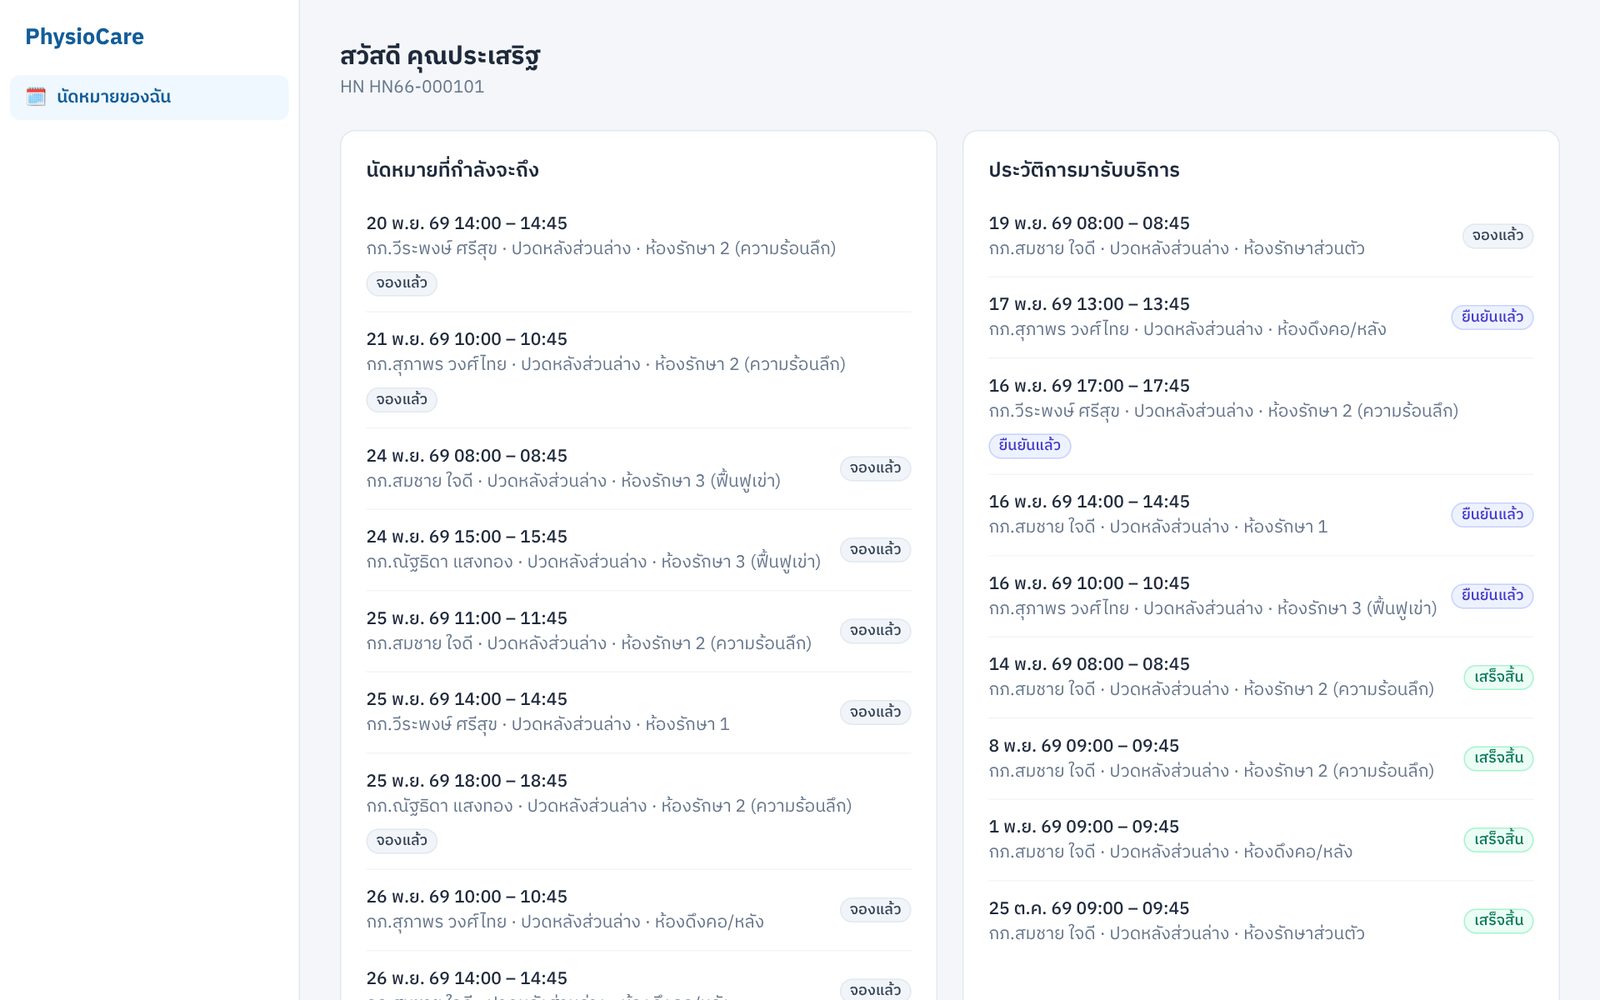 PhysioCare
นัดหมายของฉัน
สวัสดี คุณประเสริฐ
HN HN66-000101
นัดหมายที่กำลังจะถึง
20 พ.ย. 69 14:00 – 14:45
กภ.วีระพงษ์ ศรีสุข · ปวดหลังส่วนล่าง · ห้องรักษา 2 (ความร้อนลึก)
จองแล้ว
21 พ.ย. 69 10:00 – 10:45
กภ.สุภาพร วงศ์ไทย · ปวดหลังส่วนล่าง · ห้องรักษา 2 (ความร้อนลึก)
จองแล้ว
24 พ.ย. 69 08:00 – 08:45
กภ.สมชาย ใจดี · ปวดหลังส่วนล่าง · ห้องรักษา 3 (ฟื้นฟูเข่า)
จองแล้ว
24 พ.ย. 69 15:00 – 15:45
กภ.ณัฐธิดา แสงทอง · ปวดหลังส่วนล่าง · ห้องรักษา 3 (ฟื้นฟูเข่า)
จองแล้ว
25 พ.ย. 69 11:00 – 11:45
กภ.สมชาย ใจดี · ปวดหลังส่วนล่าง · ห้องรักษา 2 (ความร้อนลึก)
จองแล้ว
25 พ.ย. 69 14:00 – 14:45
กภ.วีระพงษ์ ศรีสุข · ปวดหลังส่วนล่าง · ห้องรักษา 1
จองแล้ว
25 พ.ย. 69 18:00 – 18:45
กภ.ณัฐธิดา แสงทอง · ปวดหลังส่วนล่าง · ห้องรักษา 2 (ความร้อนลึก)
จองแล้ว
26 พ.ย. 69 10:00 – 10:45
กภ.สุภาพร วงศ์ไทย · ปวดหลังส่วนล่าง · ห้องดึงคอ/หลัง
จองแล้ว
26 พ.ย. 69 14:00 – 14:45
จองแล้ว
ประวัติการมารับบริการ
19 พ.ย. 69 08:00 – 08:45
กภ.สมชาย ใจดี · ปวดหลังส่วนล่าง · ห้องรักษาส่วนตัว
จองแล้ว
17 พ.ย. 69 13:00 – 13:45
กภ.สุภาพร วงศ์ไทย · ปวดหลังส่วนล่าง · ห้องดึงคอ/หลัง
ยืนยันแล้ว
16 พ.ย. 69 17:00 – 17:45
กภ.วีระพงษ์ ศรีสุข · ปวดหลังส่วนล่าง · ห้องรักษา 2 (ความร้อนลึก)
ยืนยันแล้ว
16 พ.ย. 69 14:00 – 14:45
กภ.สมชาย ใจดี · ปวดหลังส่วนล่าง · ห้องรักษา 1
ยืนยันแล้ว
16 พ.ย. 69 10:00 – 10:45
กภ.สุภาพร วงศ์ไทย · ปวดหลังส่วนล่าง · ห้องรักษา 3 (ฟื้นฟูเข่า)
ยืนยันแล้ว
14 พ.ย. 69 08:00 – 08:45
กภ.สมชาย ใจดี · ปวดหลังส่วนล่าง · ห้องรักษา 2 (ความร้อนลึก)
เสร็จสิ้น
8 พ.ย. 69 09:00 – 09:45
กภ.สมชาย ใจดี · ปวดหลังส่วนล่าง · ห้องรักษา 2 (ความร้อนลึก)
เสร็จสิ้น
1 พ.ย. 69 09:00 – 09:45
กภ.สมชาย ใจดี · ปวดหลังส่วนล่าง · ห้องดึงคอ/หลัง
เสร็จสิ้น
25 ต.ค. 69 09:00 – 09:45
กภ.สมชาย ใจดี · ปวดหลังส่วนล่าง · ห้องรักษาส่วนตัว
เสร็จสิ้น